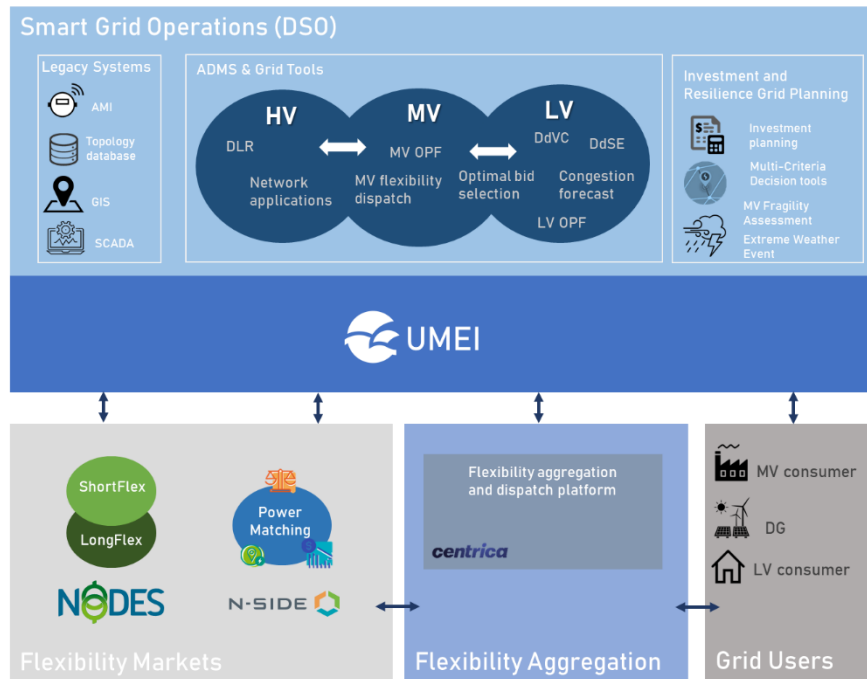 Smart Grid Operations (DSO)
Legacy Systems
AMI
Topology
database
GIS
SCADA
ADMS & Grid Tools
HV
DLR
Network
applications
MV
MV OPF
MV flexibility
dispatch
Optimal bid
selection
LV
DdVC
DdSE
Congestion
forecast
LV OPF
Investment and
Resilience Grid Planning
Investment
planning
Multi-Criteria
Decision tools
MV Fragility
Assessment
Extreme Weather
Event
UMEI
ShortFlex
LongFlex
NODES
Power
Matching
N-SIDE
Flexibility Markets
Flexibility aggregation
and dispatch platform
centrica
Flexibility Aggregation
MV consumer
DG
LV consumer
Grid Users